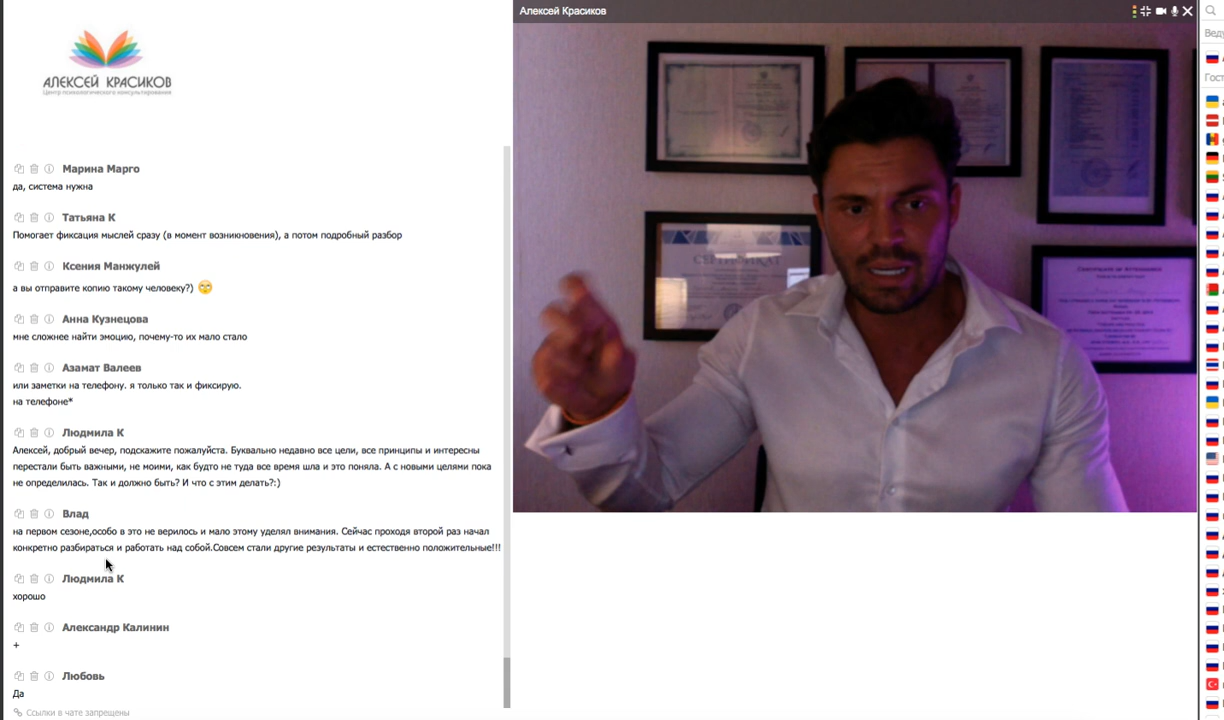 АЛЕКСЕЙ КРАСИКОВ
Центр психологического консультирования
Марина Марго
да, система нужна
Татьяна К
Помогает фиксация мыслей сразу (в момент возникновения), а потом подробный разбор
Ксения Манжулей
а вы отправите копию такому человеку?)
Анна Кузнецова
мне сложнее найти эмоцию, почему-то их мало стало
Азамат Валеев
или заметки на телефону. я только так и фиксирую.
на телефоне*
Людмила К
Алексей, добрый вечер, подскажите пожалуйста. Буквально недавно все цели, все принципы и интересны
перестали быть важными, не моими, как будто не туда все время шла и это поняла. А с новыми целями пока
не определилась. Так и должно быть? И что с этим делать?:)
Влад
на первом сезоне,особо в это не верилось и мало этому уделял внимания. Сейчас проходя второй раз начал
конкретно разбираться и работать над собой.Совсем стали другие результаты и естественно положительные!!!
Людмила К
хорошо
Александр Калинин
+
Любовь
Да
Ссылки в чате запрещены
Алексей Красиков
СЕРТИФИКАТ